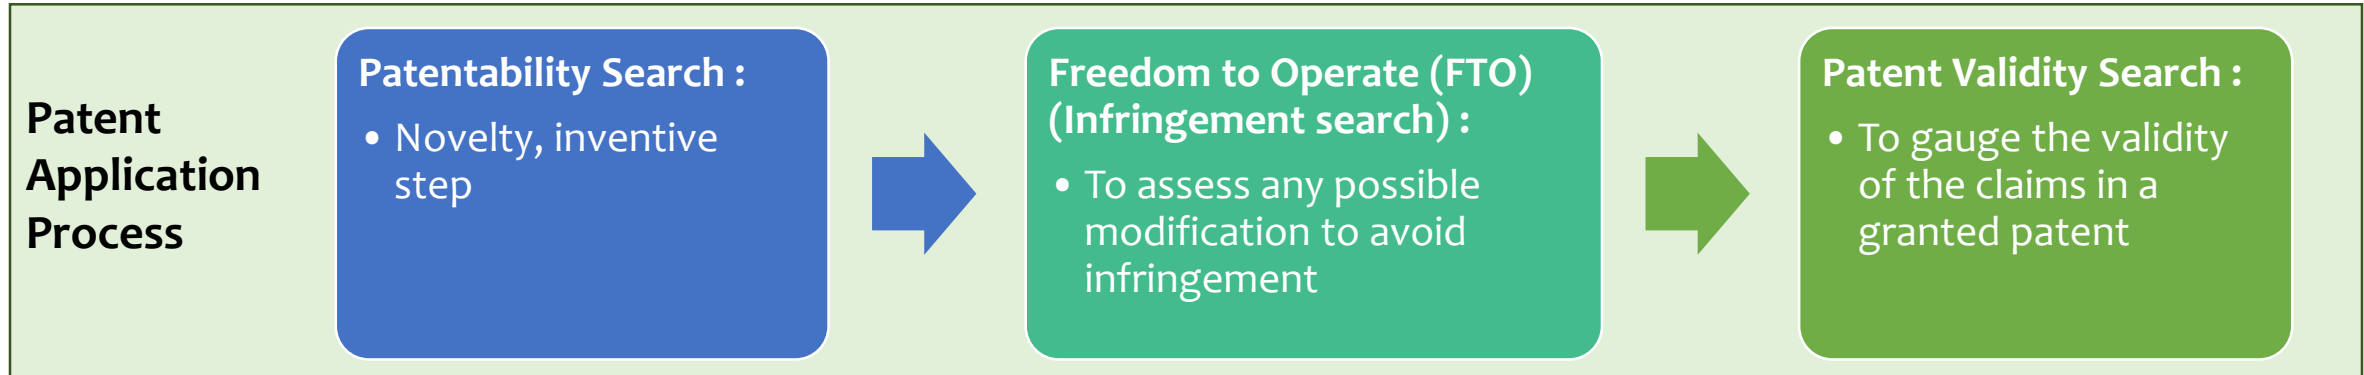 Patent
Application
Process
Patentability Search :
• Novelty, inventive
step
Freedom to Operate (FTO)
(Infringement search) :
• To assess any possible
modification to avoid
infringement
Patent Validity Search :
• To gauge the validity
of the claims in a
granted patent